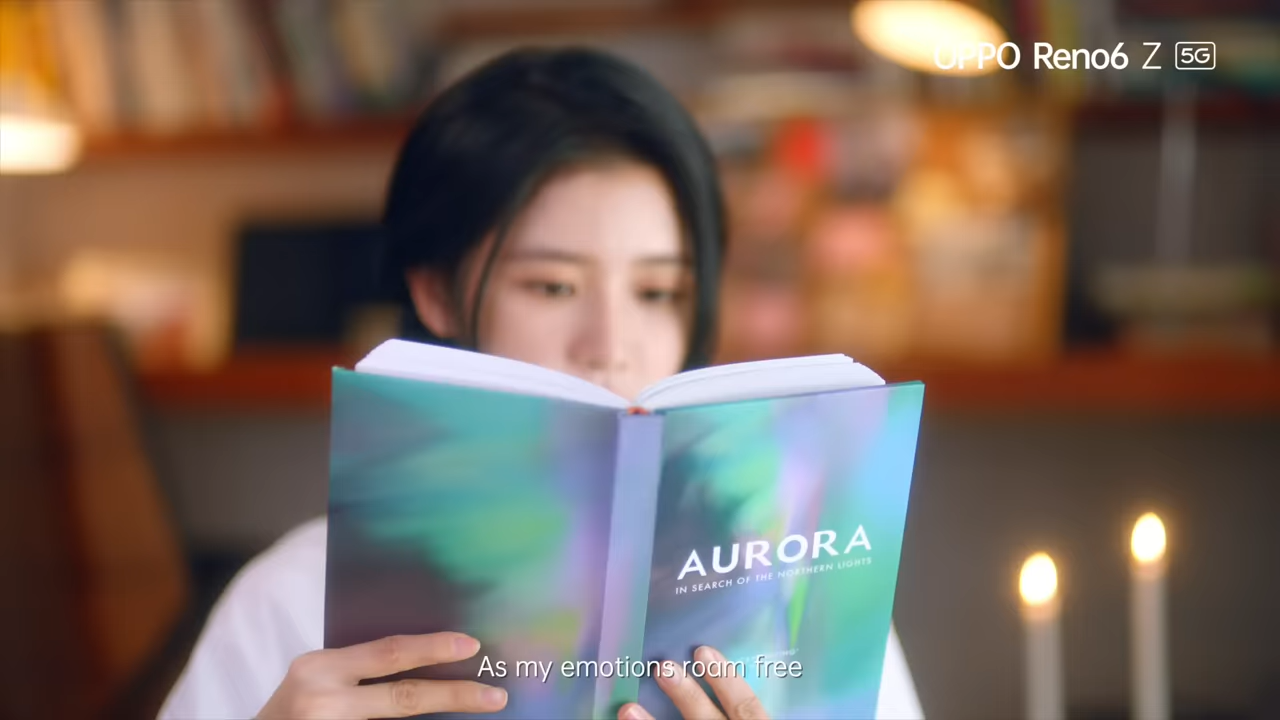 OPPO Reno6 Z 5G
AURORA
IN SEARCH OF THE NORTHERN LIGHTS
As my emotions roam free